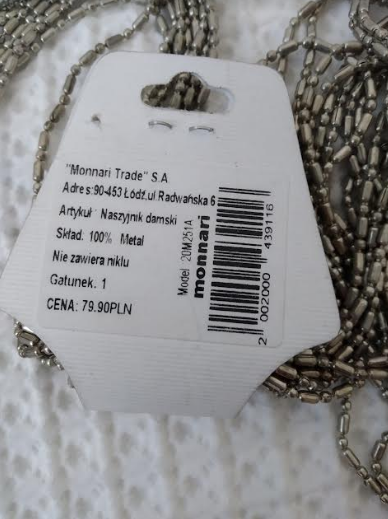 "Monnari Trade" S.A
Adres:90-453 Łódź.ul Radwańska 6
Artykuł: Naszyjnik damski
Skład. 100% Metal
Nie zawiera niklu
Gatunek. 1
CENA: 79.90PLN
Model 20M251A
monnari
2 002000 439116